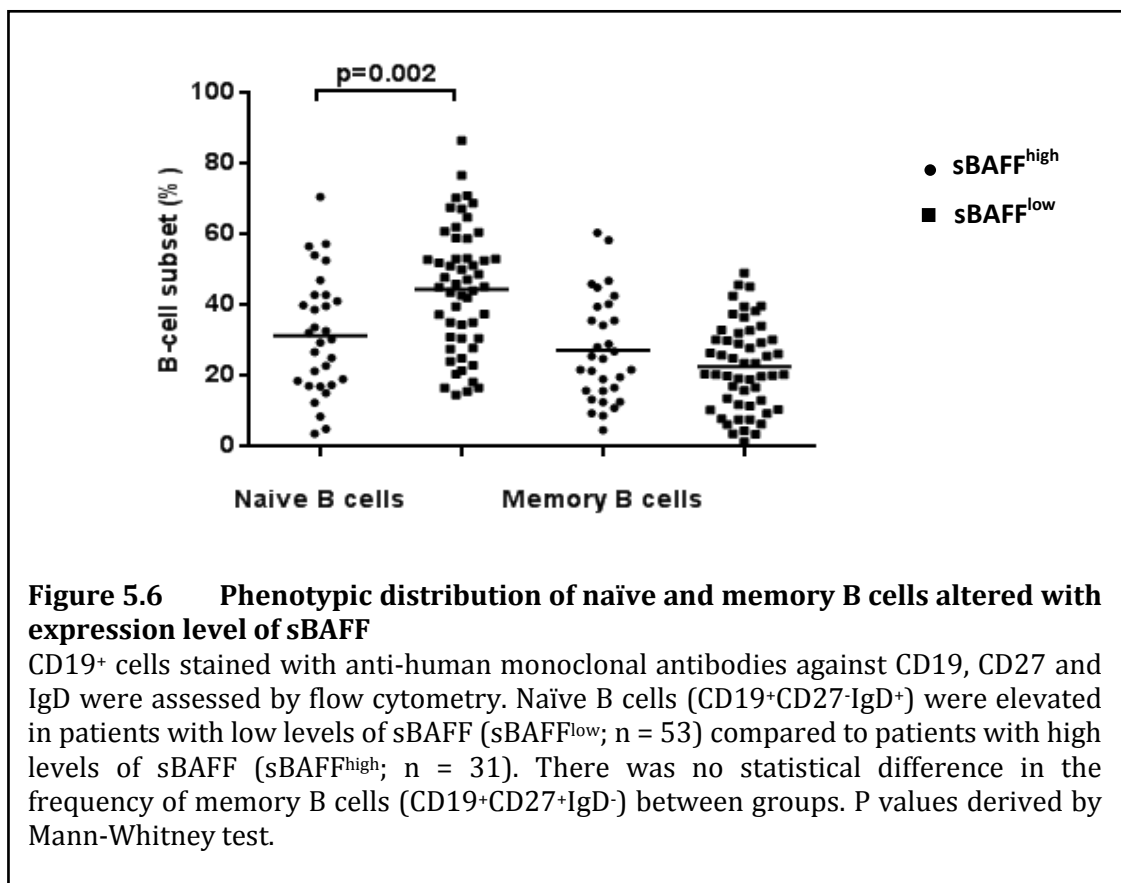 p=0.002
100
80
60
40
20
0
B-cell subset (%)
Naive B cells
Memory B cells
sBAFFhigh
sBAFFlow
Figure 5.6 Phenotypic distribution of naïve and memory B cells altered with
expression level of sBAFF
CD19+ cells stained with anti-human monoclonal antibodies against CD19, CD27 and
IgD were assessed by flow cytometry. Naïve B cells (CD19+CD27-IgD+) were elevated
in patients with low levels of sBAFF (sBAFFlow; n = 53) compared to patients with high
levels of sBAFF (sBAFFhigh; n = 31). There was no statistical difference in the
frequency of memory B cells (CD19+CD27+IgD-) between groups. P values derived by
Mann-Whitney test.